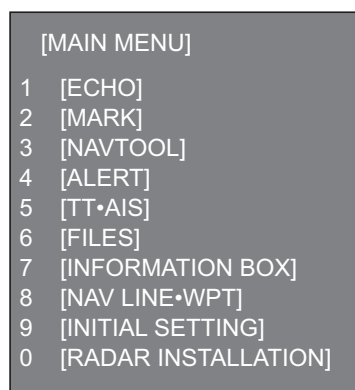 [MAIN MENU]
1 [ECHO]
2 [MARK]
3 [NAVTOOL]
4 [ALERT]
5 [TT•AIS]
6 [FILES]
7 [INFORMATION BOX]
8 [NAV LINE•WPT]
9 [INITIAL SETTING]
0 [RADAR INSTALLATION]